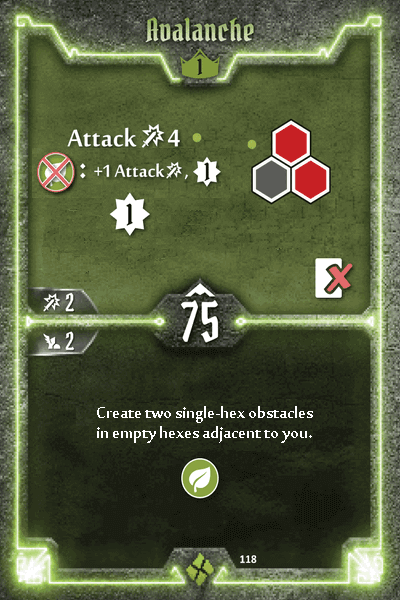 Avalanche
1
Attack 4
: +1 Attack, 1
1
2
75
2
Create two single-hex obstacles
in empty hexes adjacent to you.
118